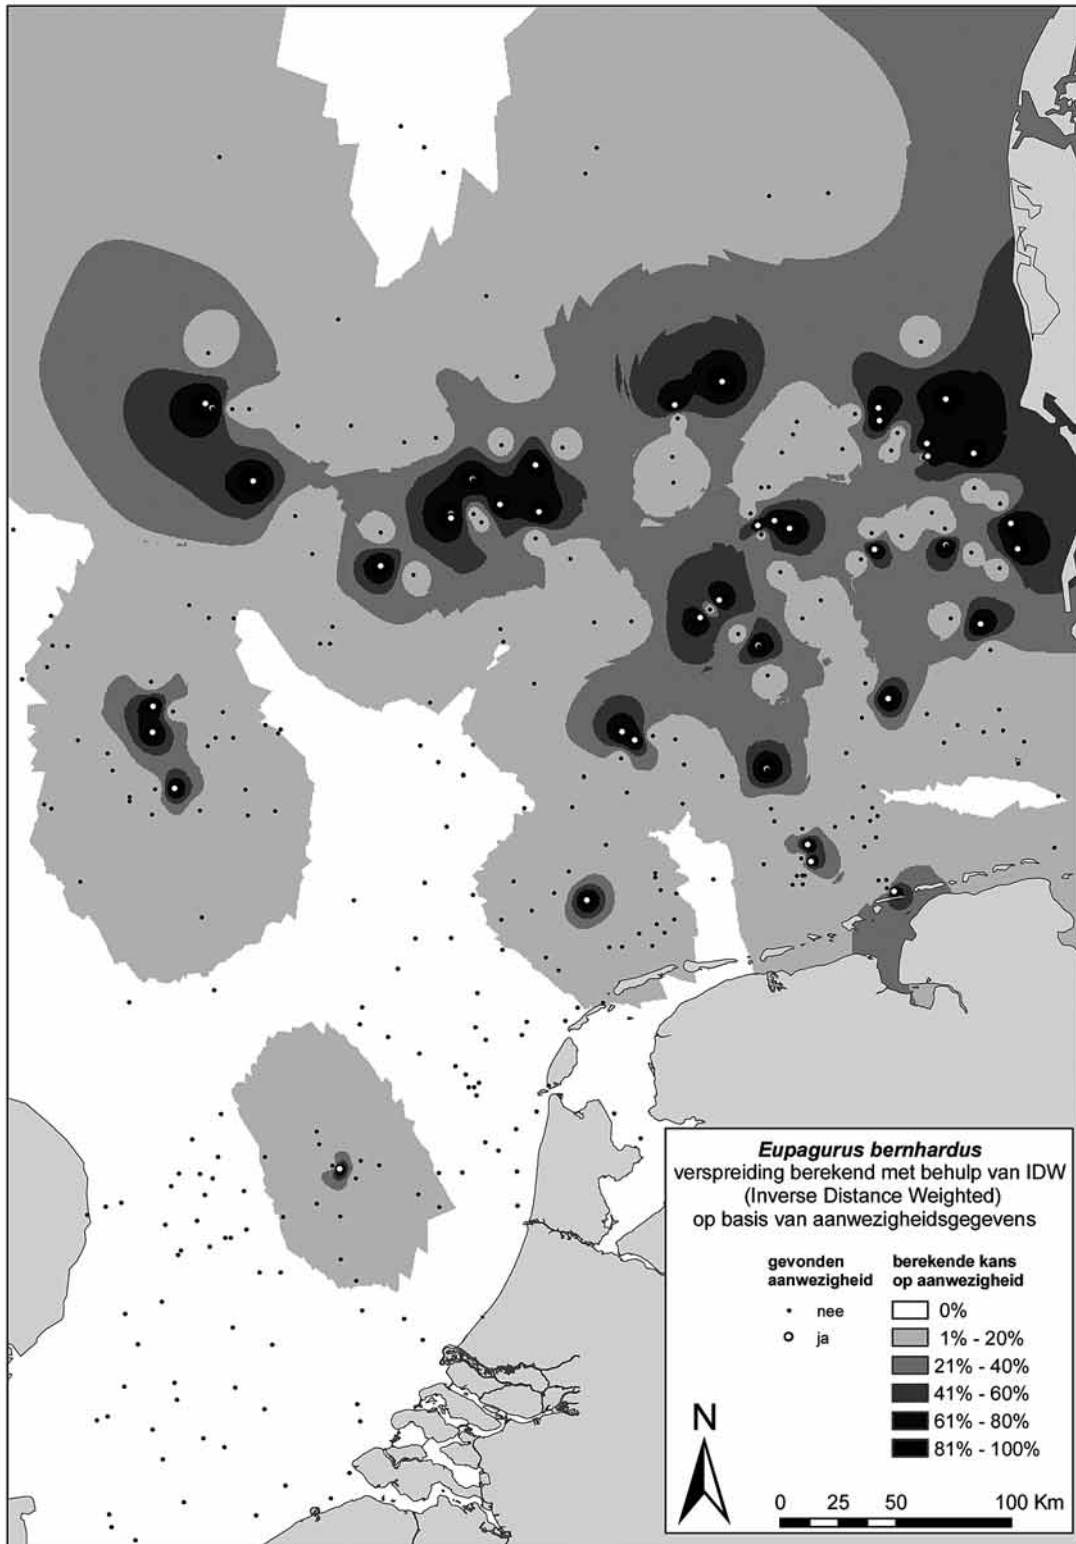 Eupagurus bernhardus
verspreiding berekend met behulp van IDW
(Inverse Distance Weighted)
op basis van aanwezigheidsgegevens
gevonden
aanwezigheid
nee
ja
berekende kans
op aanwezigheid
0%
1% - 20%
21% - 40%
41% - 60%
61% - 80%
81% - 100%
N
0 25 50 100 Km